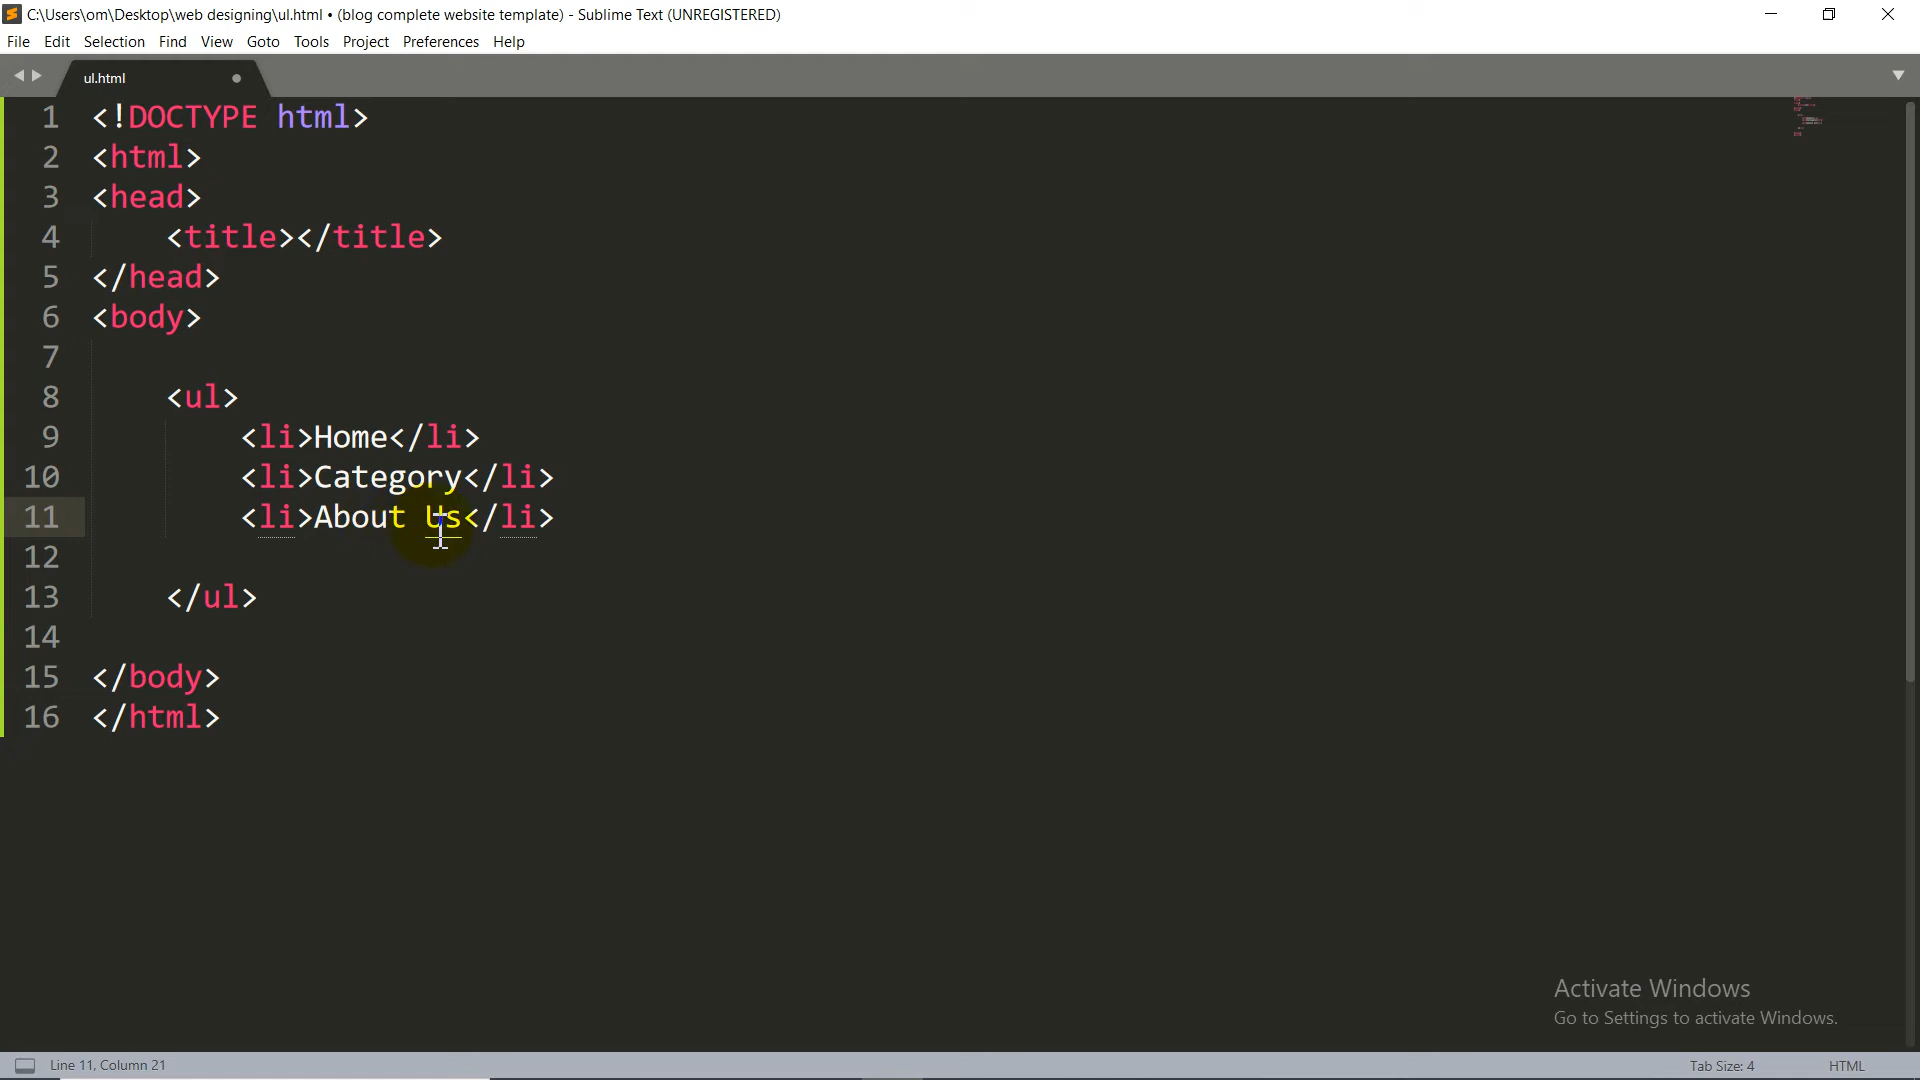 C:\Users\om\Desktop\web designing\ul.html • (blog complete website template) - Sublime Text (UNREGISTERED)
File Edit Selection Find View Goto Tools Project Preferences Help
ul.html
1 <!DOCTYPE html>
2 <html>
3 <head>
4 <title></title>
5 </head>
6 <body>
7
8 <ul>
9 <li>Home</li>
10 <li>Category</li>
11 <li>About Us</li>
12
13 </ul>
14
15 </body>
16 </html>
Activate Windows
Go to Settings to activate Windows.
Line 11, Column 21 Tab Size: 4 HTML